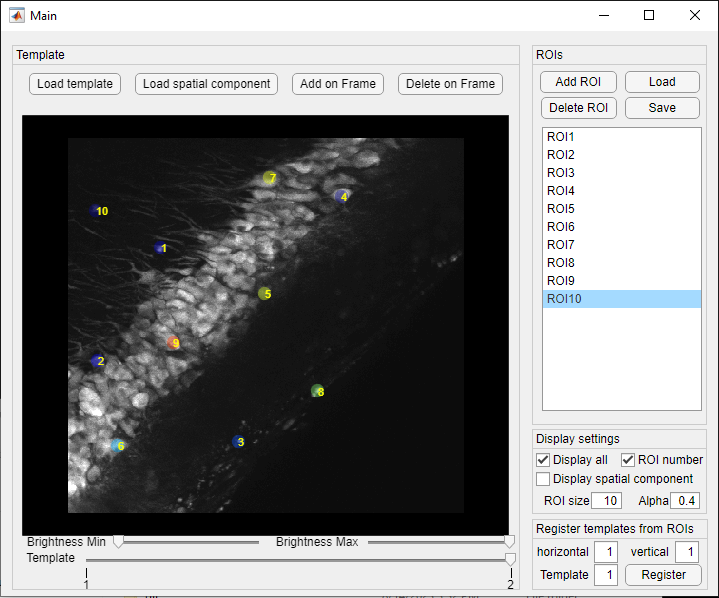 Main
Template
Load template Load spatial component Add on Frame Delete on Frame
7
4
10
1
5
9
2
8
6
3
Brightness Min Brightness Max
Template
1 2
ROIs
Add ROI Load
Delete ROI Save
ROI1
ROI2
ROI3
ROI4
ROI5
ROI6
ROI7
ROI8
ROI9
ROI10
Display settings
Display all ROI number
Display spatial component
ROI size 10 Alpha 0.4
Register templates from ROIs
horizontal 1 vertical 1
Template 1 Register